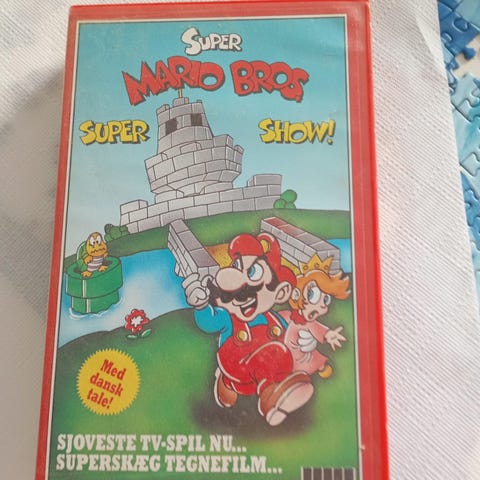 SUPER
MARIO BROS
SUPER SHOW!
Med
dansk
tale!
SJOVESTE TV-SPIL NU...
SUPERSKÆG TEGNEFILM...